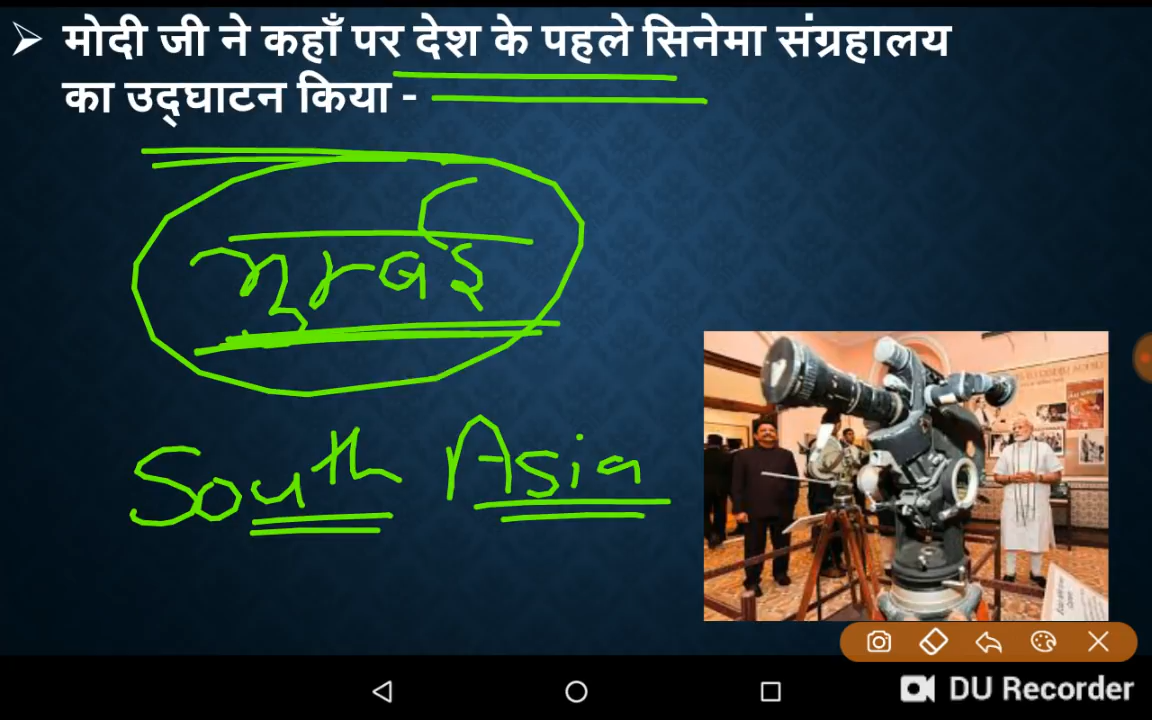 ➢ मोदी जी ने कहाँ पर देश के पहले सिनेमा संग्रहालय
का उद्घाटन किया -
मुम्बई
South Asia
DU Recorder